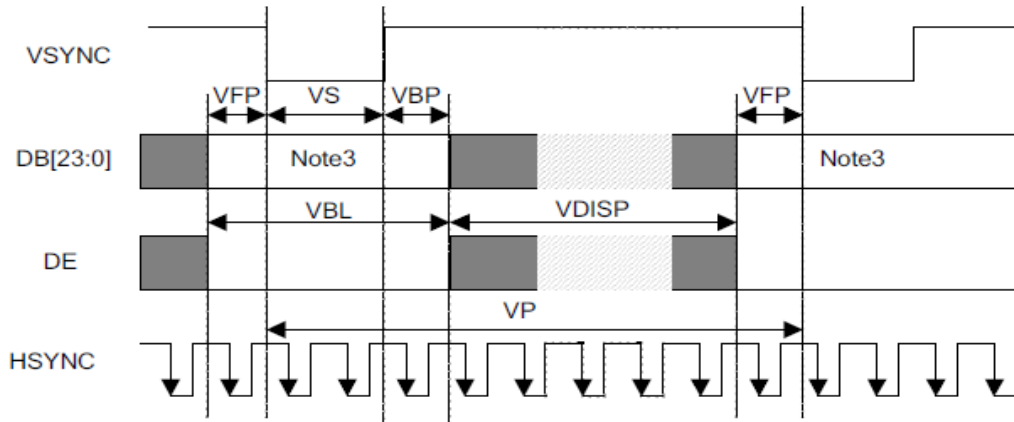 VSYNC
VFP VS VBP VFP
DB[23:0] Note3 Note3
VBL VDISP
DE
VP
HSYNC